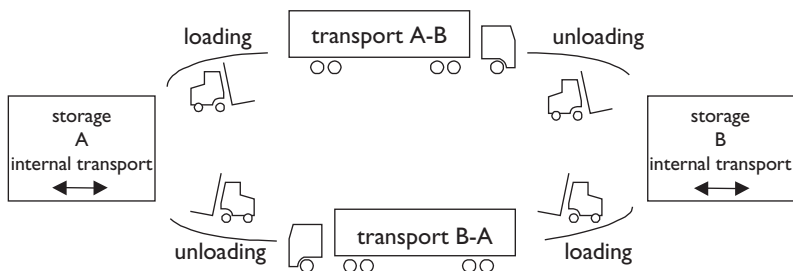 loading
transport A-B
unloading
storage
A
internal transport
storage
B
internal transport
unloading
transport B-A
loading